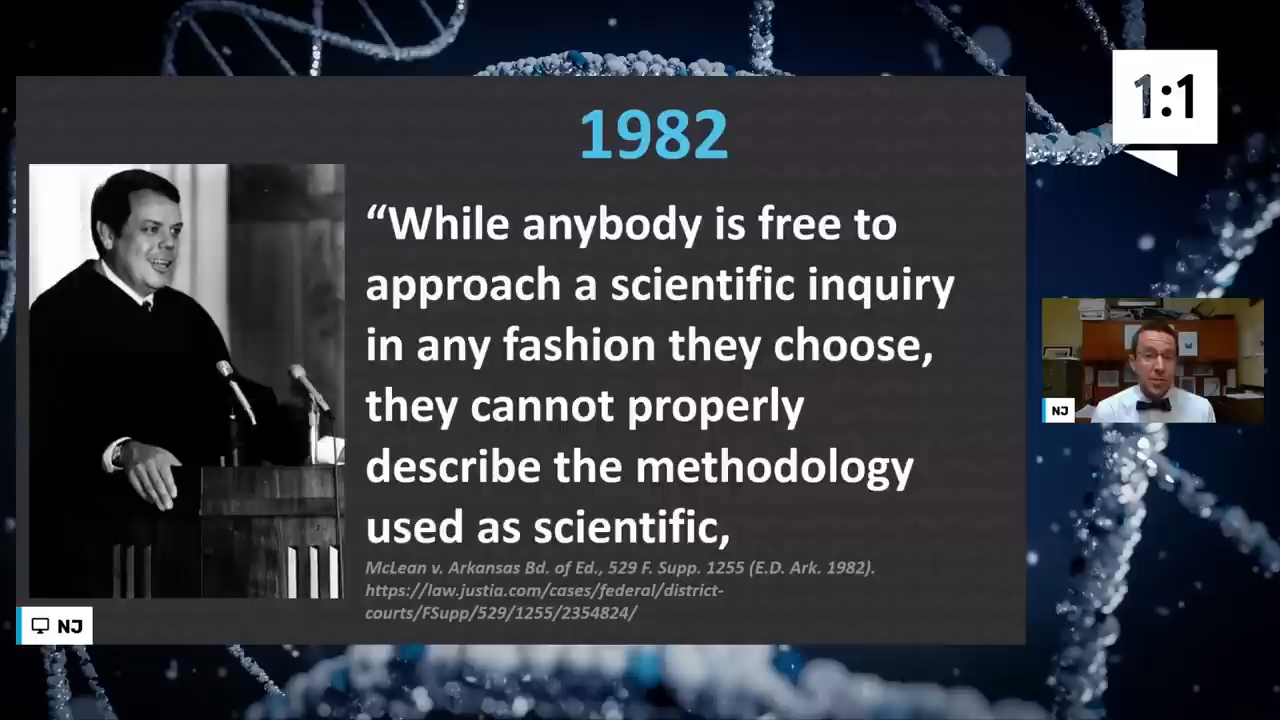 1982
“While anybody is free to
approach a scientific inquiry
in any fashion they choose,
they cannot properly
describe the methodology
used as scientific,
McLean v. Arkansas Bd. of Ed., 529 F. Supp. 1255 (E.D. Ark. 1982).
https://law.justia.com/cases/federal/district-
courts/FSupp/529/1255/2354824/
NJ
1:1
NJ